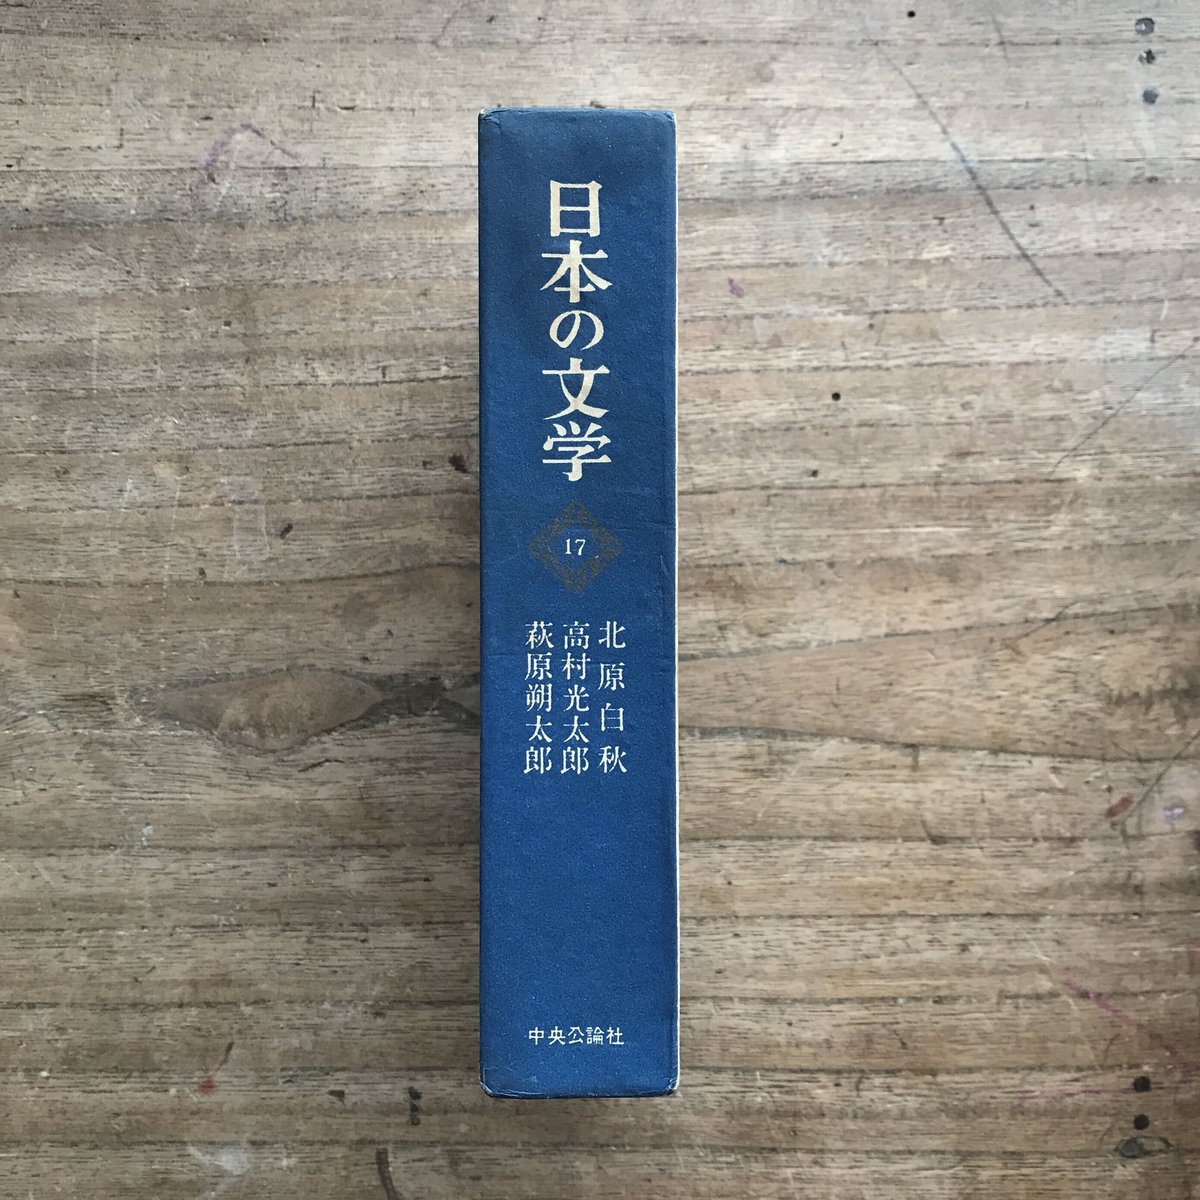 日本の文学
17
北原白秋
高村光太郎
萩原朔太郎
中央公論社